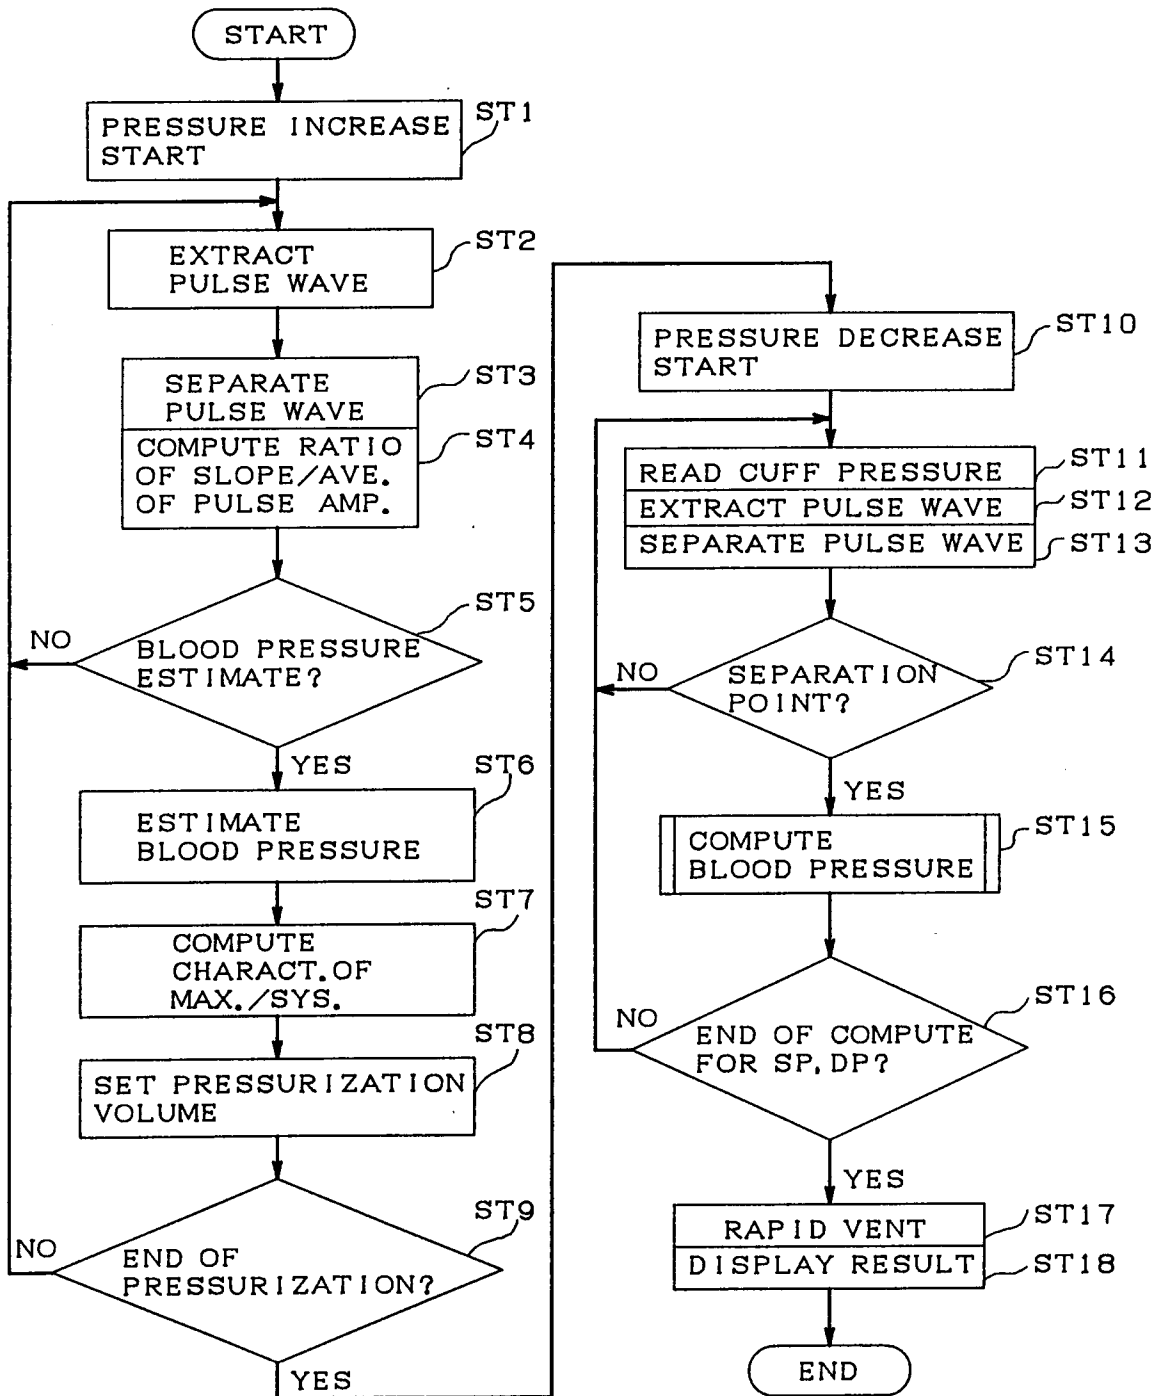 START
ST1
PRESSURE INCREASE
START
ST2
EXTRACT
PULSE WAVE
ST3
SEPARATE
PULSE WAVE
ST4
COMPUTE RATIO
OF SLOPE/AVE.
OF PULSE AMP.
ST5
NO
BLOOD PRESSURE
ESTIMATE?
YES
ST6
ESTIMATE
BLOOD PRESSURE
ST7
COMPUTE
CHARACT.OF
MAX./SYS.
ST8
SET PRESSURIZATION
VOLUME
ST9
NO
END OF
PRESSURIZATION?
YES
ST10
PRESSURE DECREASE
START
READ CUFF PRESSURE
ST11
EXTRACT PULSE WAVE
ST12
SEPARATE PULSE WAVE
ST13
NO
SEPARATION
POINT?
ST14
YES
COMPUTE
BLOOD PRESSURE
ST15
NO
END OF COMPUTE
FOR SP,DP?
ST16
YES
RAPID VENT
ST17
DISPLAY RESULT
ST18
END